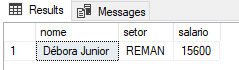 Results Messages
nome setor salario
1 Débora Junior REMAN 15600